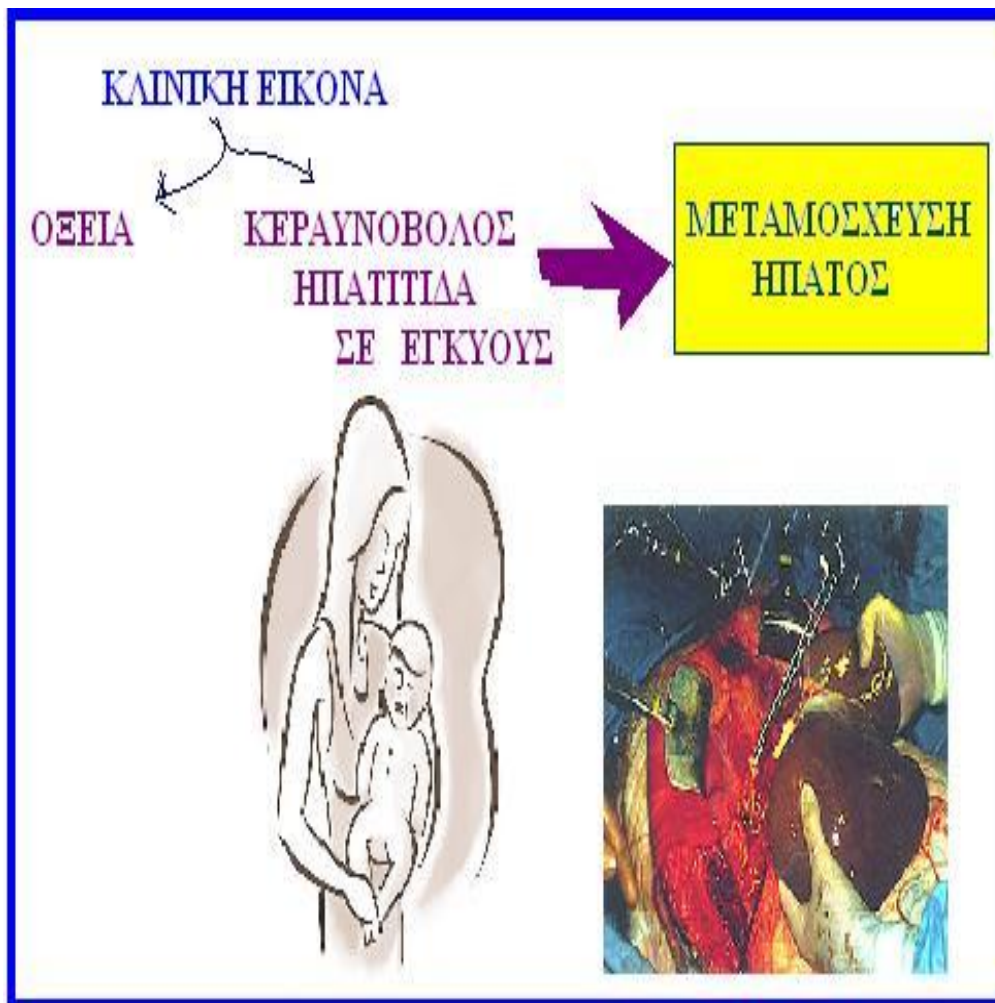 ΚΛΙΝΙΚΗ ΕΙΚΟΝΑ
ΟΞΕΙΑ
ΚΕΡΑΥΝΟΒΟΛΟΣ
ΗΠΑΤΙΤΙΔΑ
ΣΕ ΕΓΚΥΟΥΣ
ΜΕΤΑΜΟΣΧΕΥΣΗ
ΗΠΑΤΟΣ